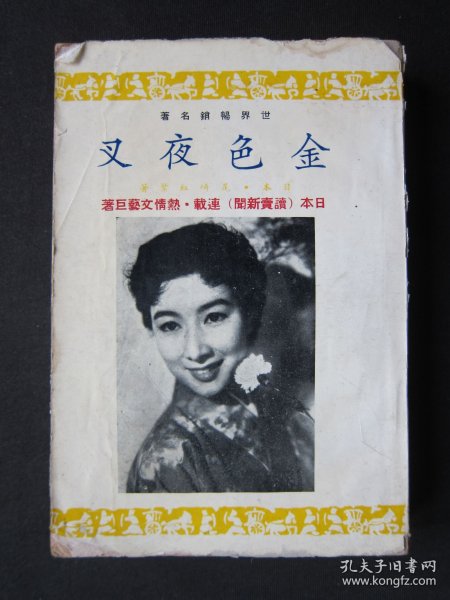 世界暢銷名著
金色夜叉
日本・尾崎紅葉著
日本（讀賣新聞）連載・熱情文藝巨著
孔夫子旧书网
www.kongfz.com